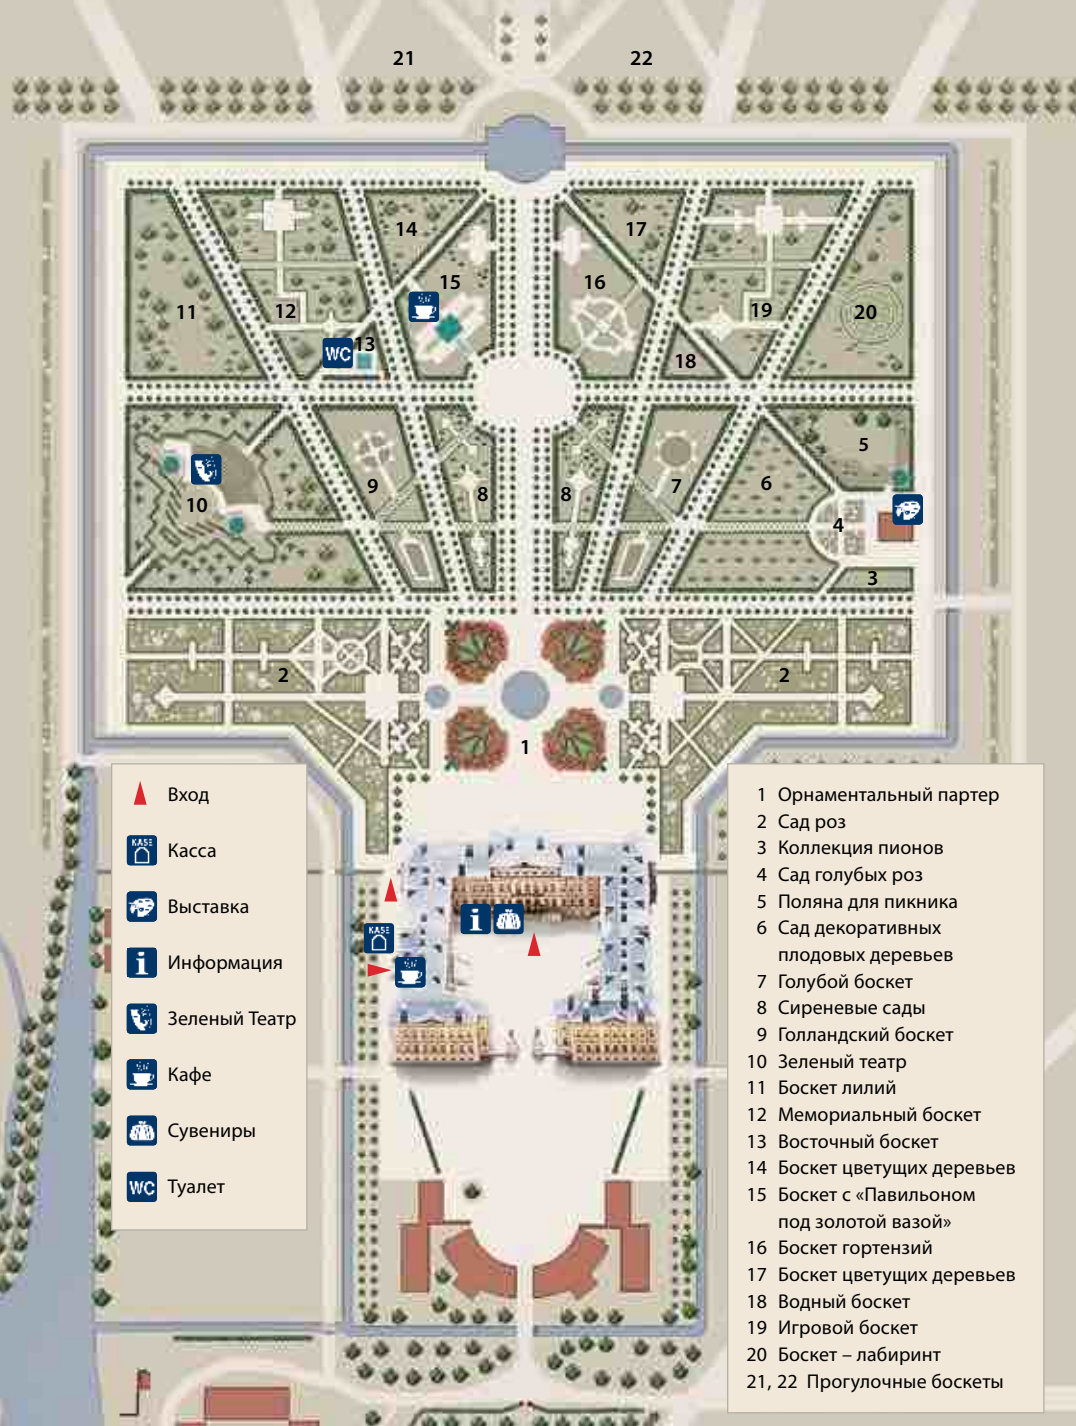 21
22
14
17
15
16
11
12
19
20
WC
13
18
5
9
8
8
7
6
10
4
3
2
2
1
KASE
i
Вход
KASE
Касса
Выставка
i
Информация
Зеленый Театр
Кафе
Сувениры
WC
Туалет
1 Орнаментальный партер
2 Сад роз
3 Коллекция пионов
4 Сад голубых роз
5 Поляна для пикника
6 Сад декоративных
плодовых деревьев
7 Голубой боскет
8 Сиреневые сады
9 Голландский боскет
10 Зеленый театр
11 Боскет лилий
12 Мемориальный боскет
13 Восточный боскет
14 Боскет цветущих деревьев
15 Боскет с «Павильоном
под золотой вазой»
16 Боскет гортензий
17 Боскет цветущих деревьев
18 Водный боскет
19 Игровой боскет
20 Боскет – лабиринт
21, 22 Прогулочные боскеты